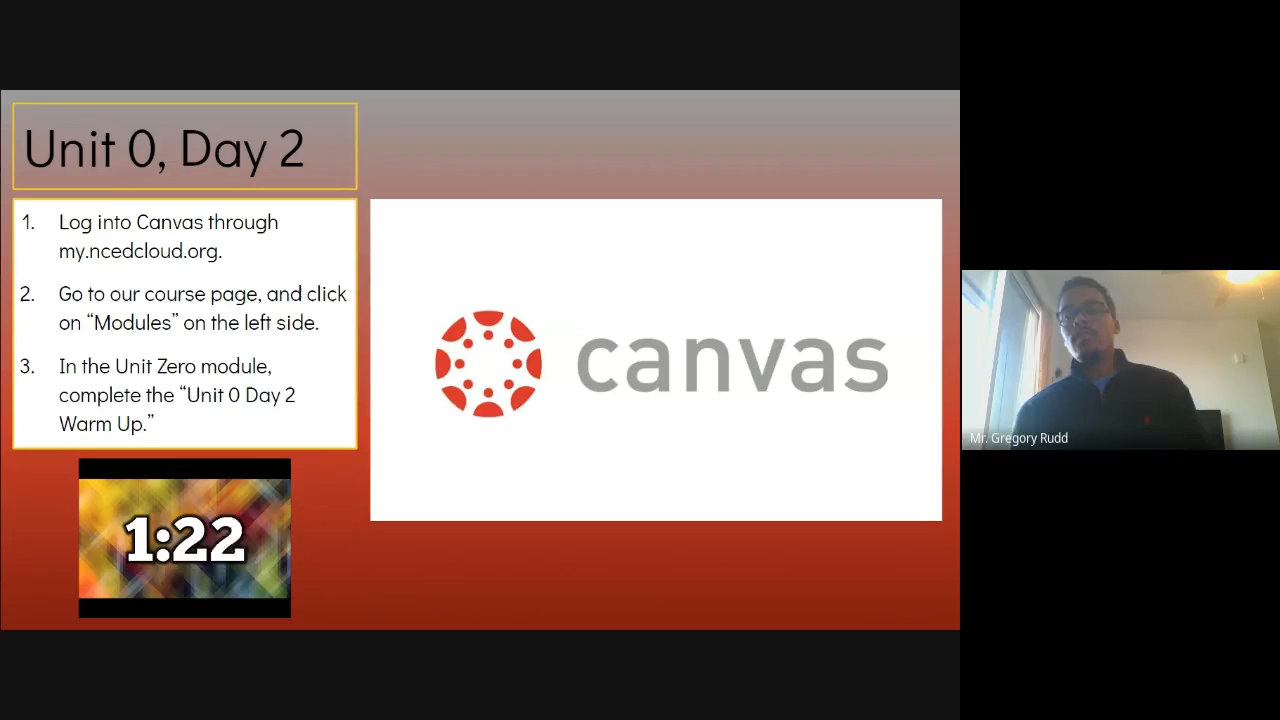 Unit 0, Day 2
1. Log into Canvas through
my.ncedcloud.org.
2. Go to our course page, and click
on “Modules” on the left side.
3. In the Unit Zero module,
complete the “Unit 0 Day 2
Warm Up.”
1:22
canvas
Mr. Gregory Rudd